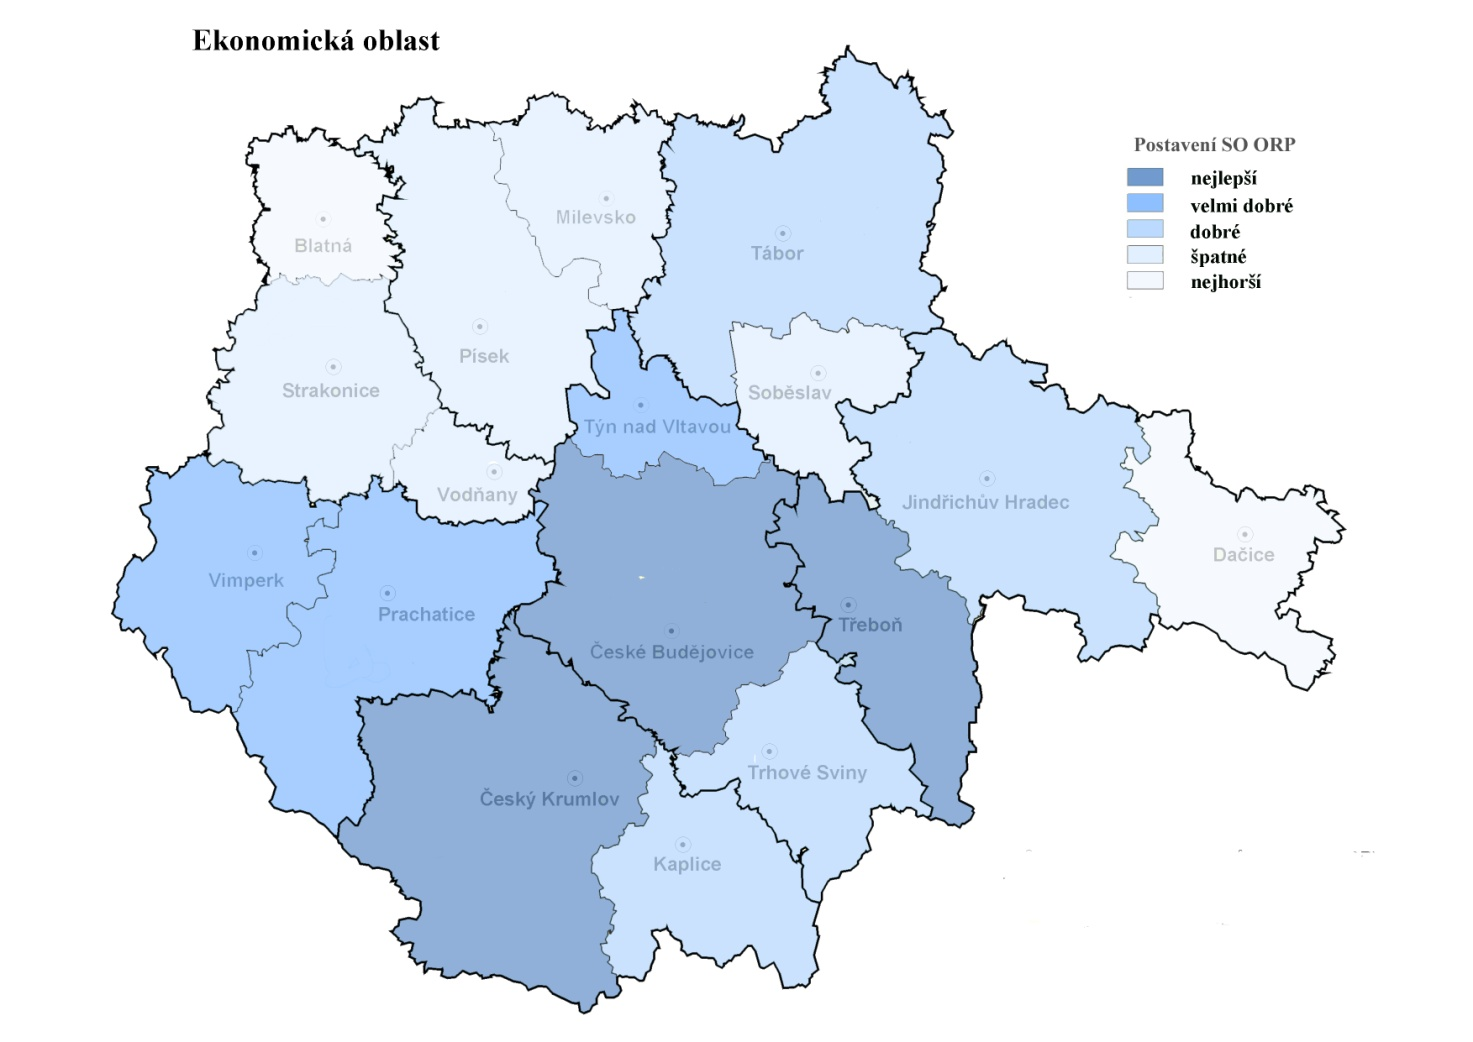 Ekonomická oblast
Postavení SO ORP
nejlepší
velmi dobré
dobré
špatné
nejhorší
Milevsko
Blatná
Tábor
Písek
Strakonice
Soběslav
Týn nad Vltavou
Vodňany
Jindřichův Hradec
Dačice
Vimperk
Prachatice
Třeboň
České Budějovice
Trhové Sviny
Český Krumlov
Kaplice